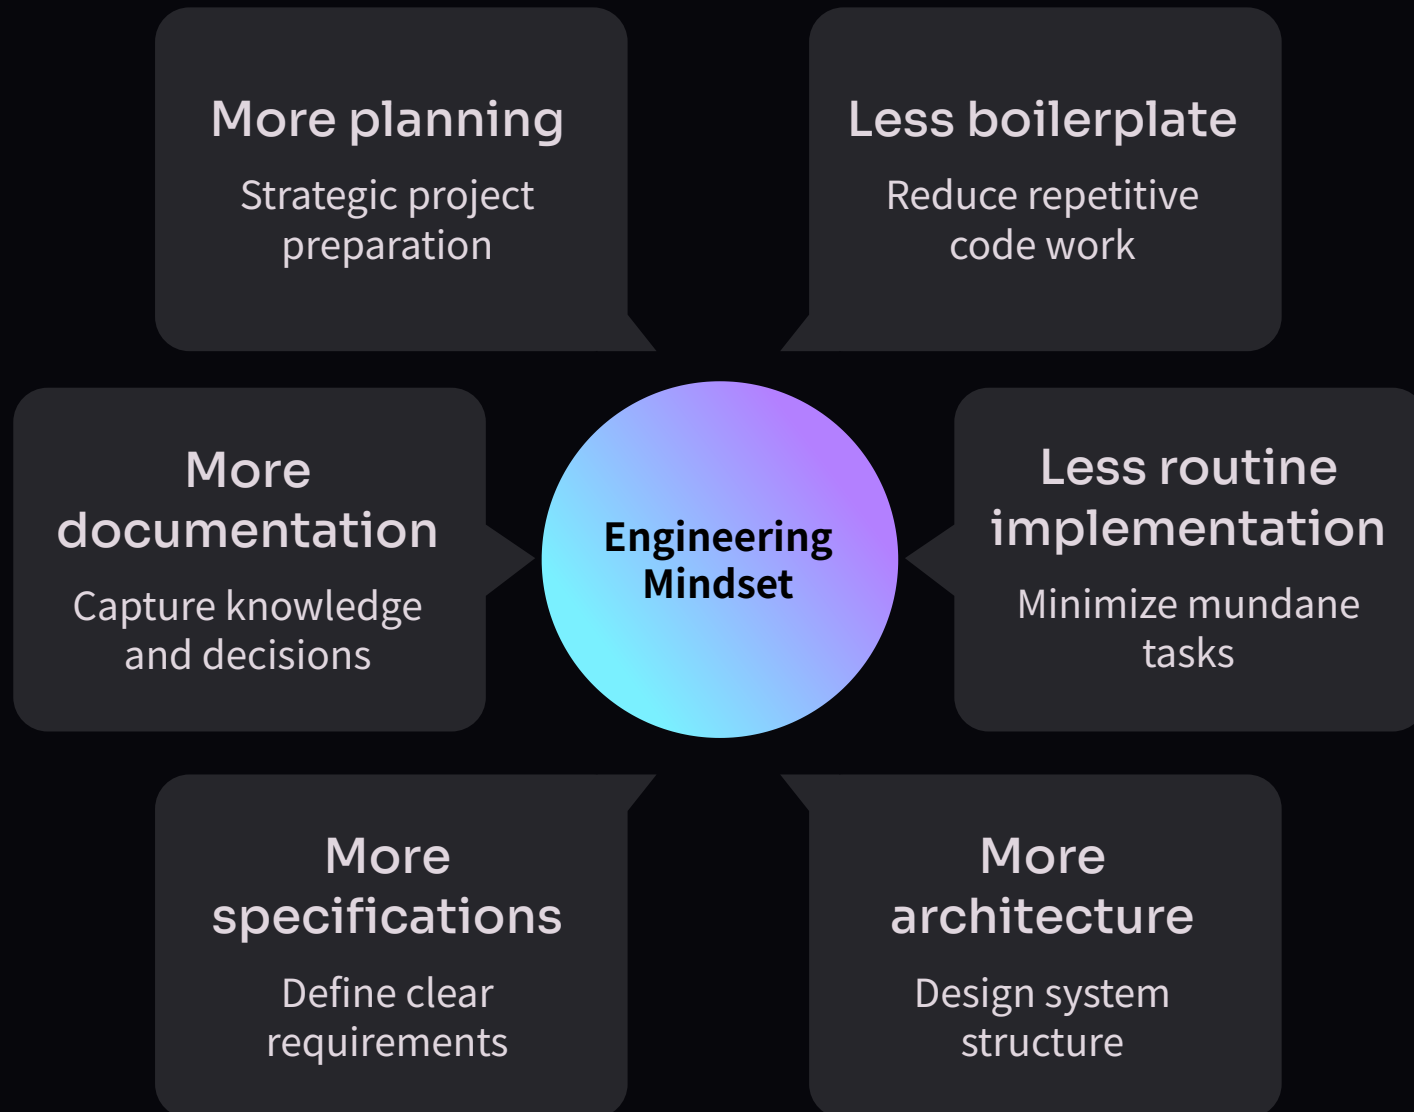 More planning
Strategic project
preparation
Less boilerplate
Reduce repetitive
code work
More
documentation
Capture knowledge
and decisions
Engineering
Mindset
Less routine
implementation
Minimize mundane
tasks
More
specifications
Define clear
requirements
More
architecture
Design system
structure